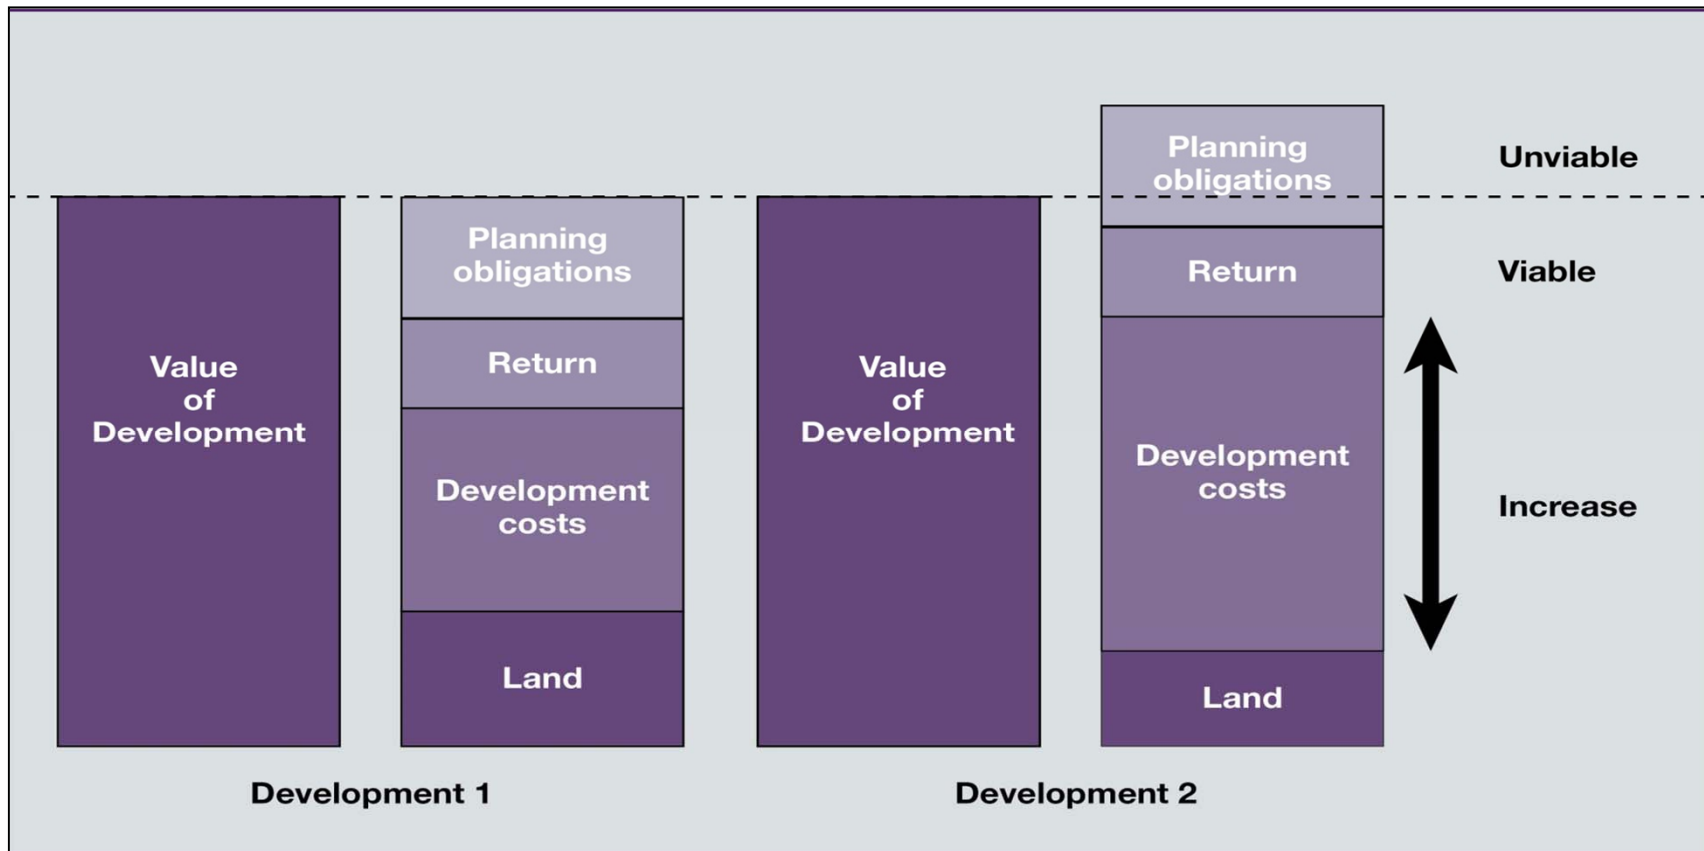 Value
of
Development
Planning
obligations
Return
Development
costs
Land
Development 1
Value
of
Development
Planning
obligations
Return
Development
costs
Land
Development 2
Unviable
Viable
Increase